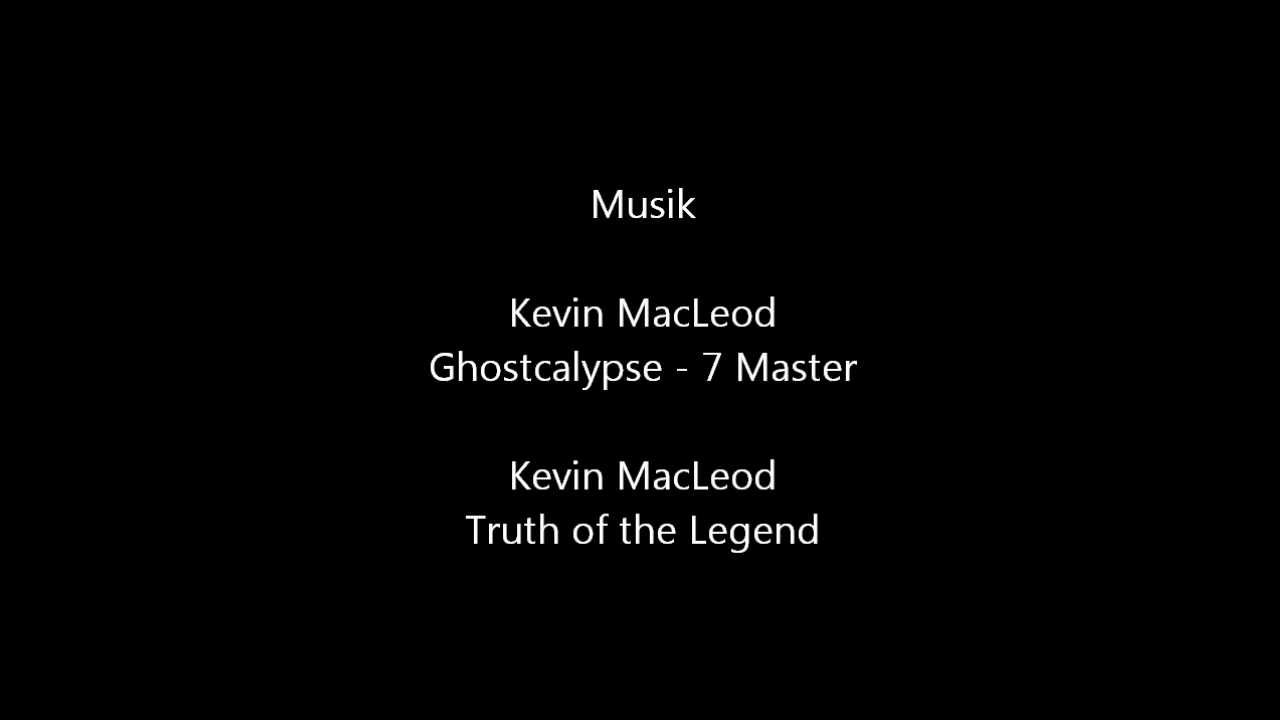 Musik
Kevin MacLeod
Ghostcalypse - 7 Master
Kevin MacLeod
Truth of the Legend